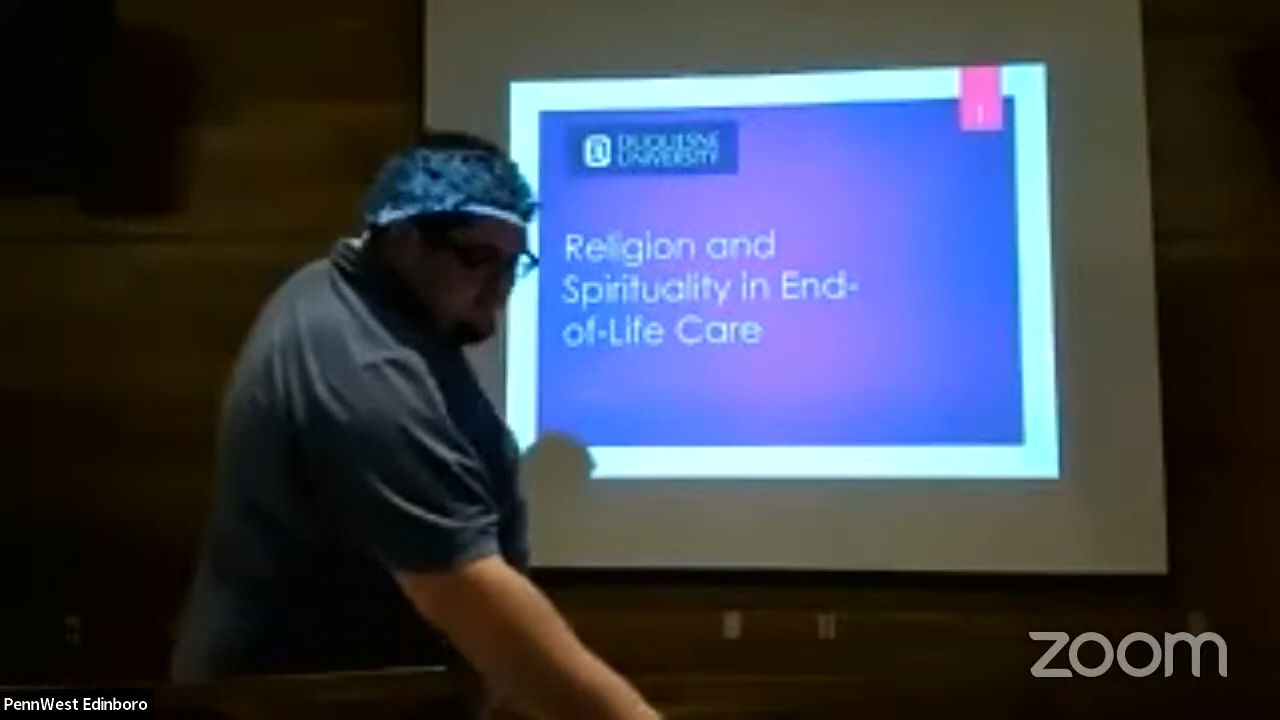 DUQUESNE
UNIVERSITY
Religion and
Spirituality in End-
of-Life Care
1
zoom
PennWest Edinboro